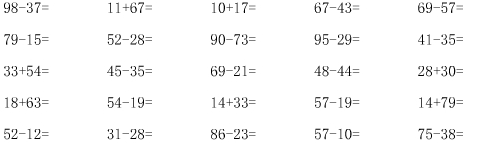 98-37= 11+67= 10+17= 67-43= 69-57=
79-15= 52-28= 90-73= 95-29= 41-35=
33+54= 45-35= 69-21= 48-44= 28+30=
18+63= 54-19= 14+33= 57-19= 14+79=
52-12= 31-28= 86-23= 57-10= 75-38=